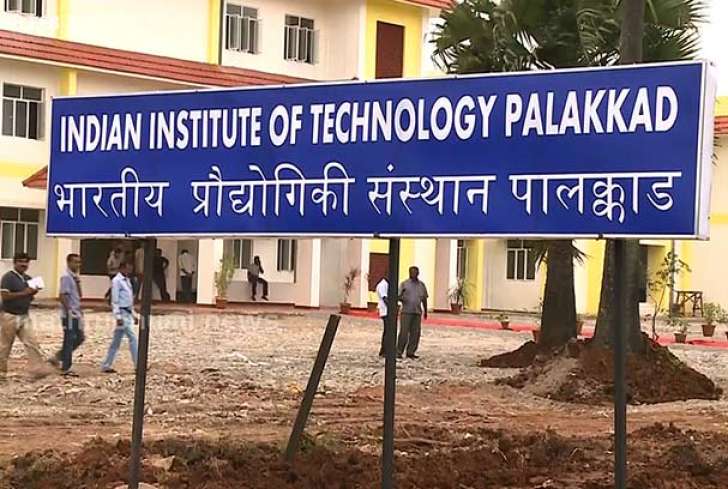 INDIAN INSTITUTE OF TECHNOLOGY PALAKKAD
भारतीय प्रौद्योगिकी संस्थान पालक्काड